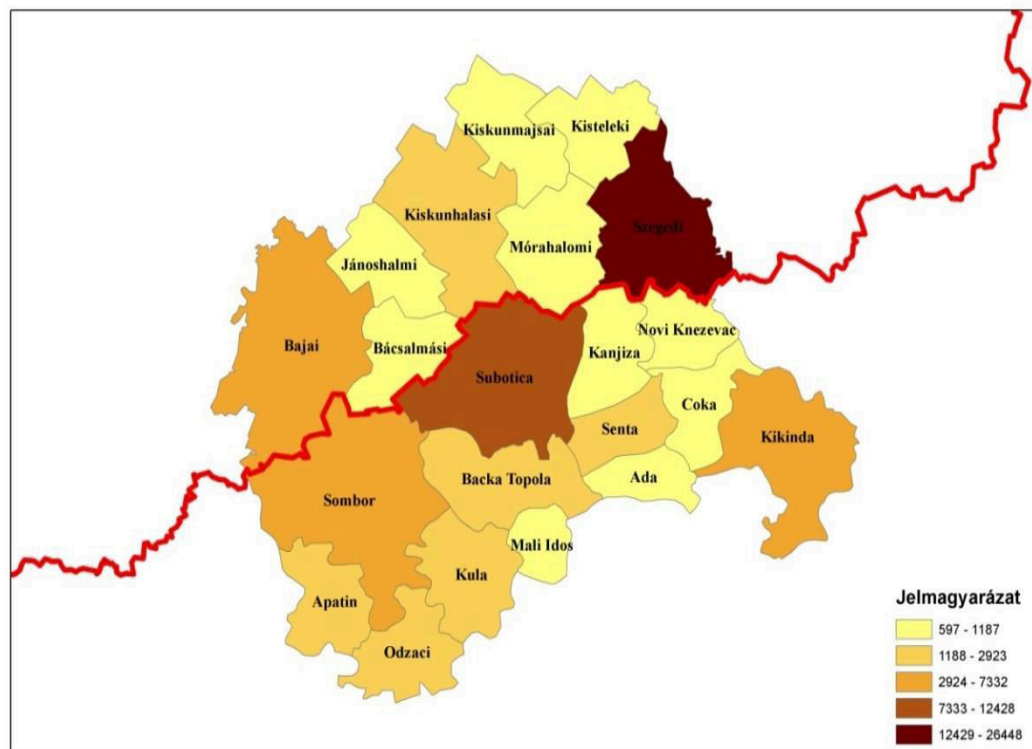 Kiskunmajsai
Kisteleki
Kiskunhalasi
Szegedi
Mórahalomi
Jánoshalmi
Novi Knezevac
Bajai
Bácsalmási
Kanjiza
Subotica
Coka
Senta
Kikinda
Backa Topola
Ada
Sombor
Mali Idos
Kula
Apatin
Odzaci
Jelmagyarázat
597 - 1187
1188 - 2923
2924 - 7332
7333 - 12428
12429 - 26448